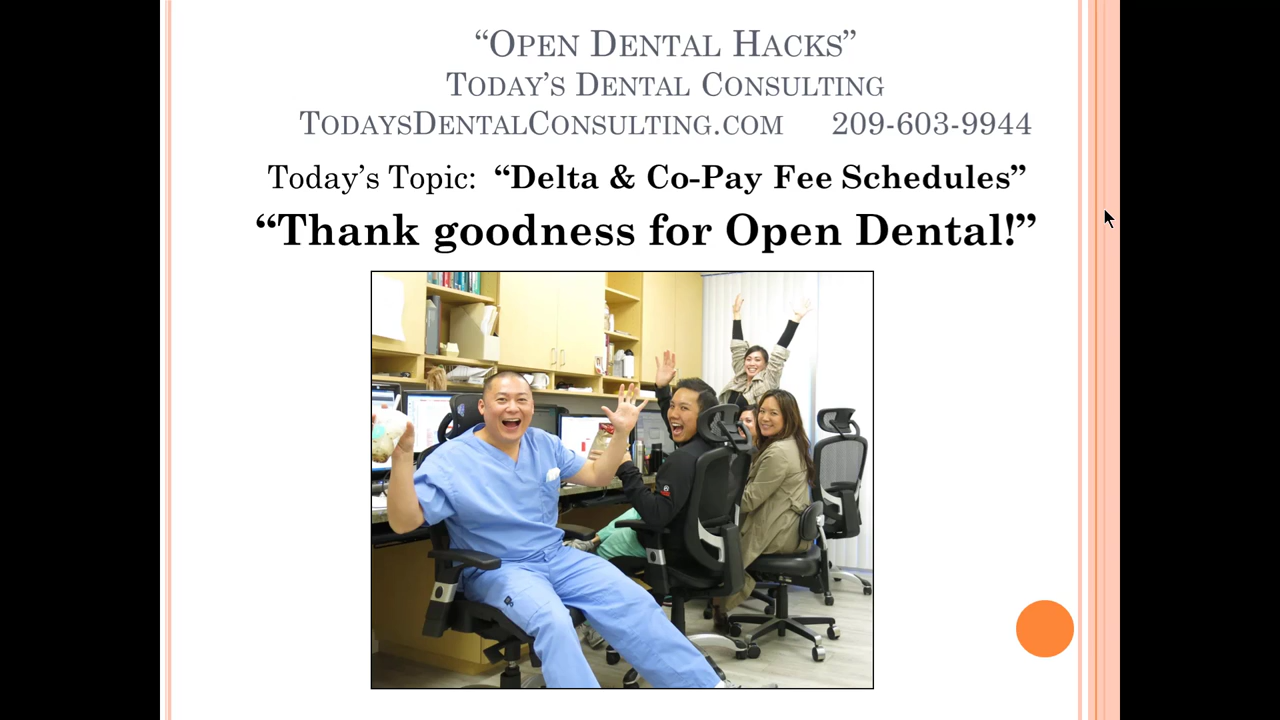 “Open Dental Hacks”
Today’s Dental Consulting
TodaysDentalConsulting.com 209-603-9944
Today’s Topic: “Delta & Co-Pay Fee Schedules”
“Thank goodness for Open Dental!”